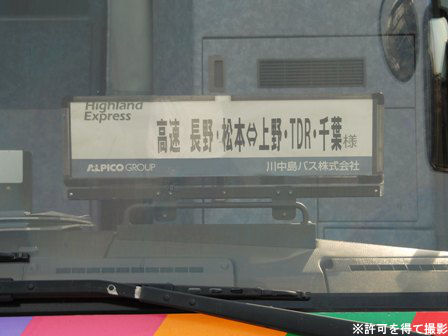 Highland
Express
高速 長野・松本⇔上野・TDR・千葉様
ALPICO GROUP
川中島バス株式会社
※許可を得て撮影